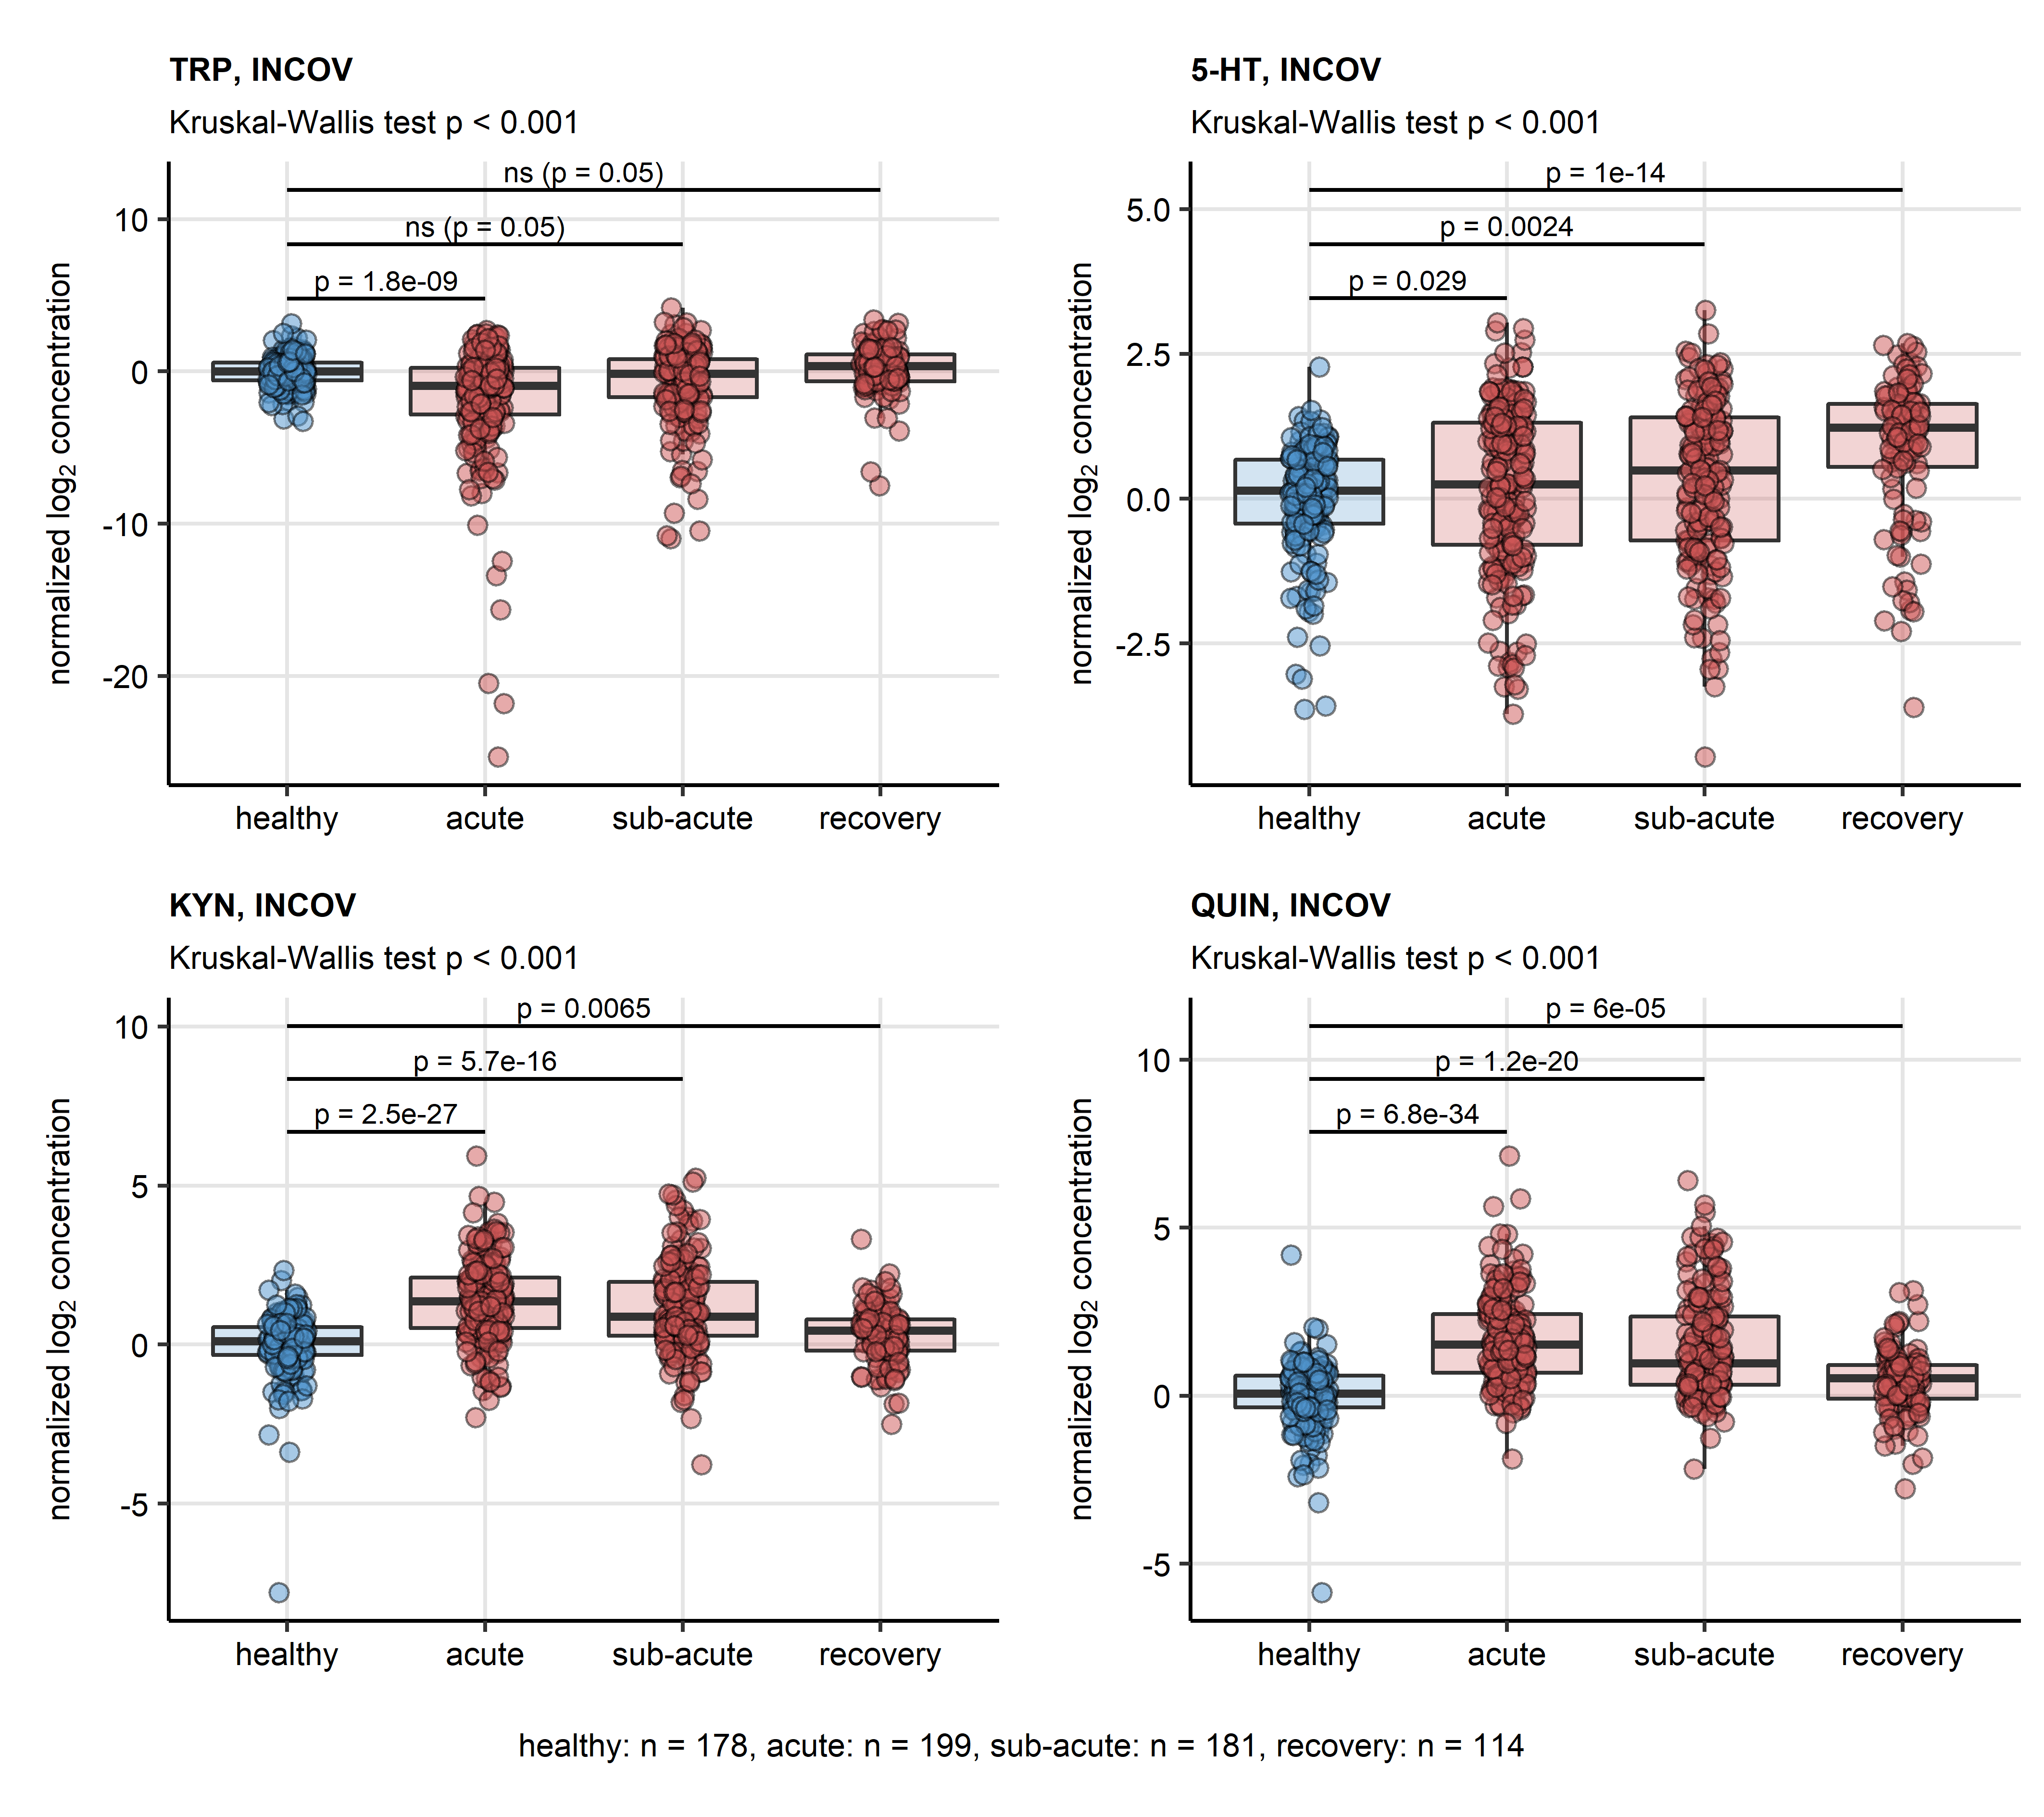 TRP, INCOV
Kruskal-Wallis test p < 0.001
ns (p = 0.05)
ns (p = 0.05)
p = 1.8e-09
10
0
-10
-20
normalized log₂ concentration
healthy acute sub-acute recovery
5-HT, INCOV
Kruskal-Wallis test p < 0.001
p = 1e-14
p = 0.0024
p = 0.029
5.0
2.5
0.0
-2.5
normalized log₂ concentration
healthy acute sub-acute recovery
KYN, INCOV
Kruskal-Wallis test p < 0.001
p = 0.0065
p = 5.7e-16
p = 2.5e-27
10
5
0
-5
normalized log₂ concentration
healthy acute sub-acute recovery
QUIN, INCOV
Kruskal-Wallis test p < 0.001
p = 6e-05
p = 1.2e-20
p = 6.8e-34
10
5
0
-5
normalized log₂ concentration
healthy acute sub-acute recovery
healthy: n = 178, acute: n = 199, sub-acute: n = 181, recovery: n = 114